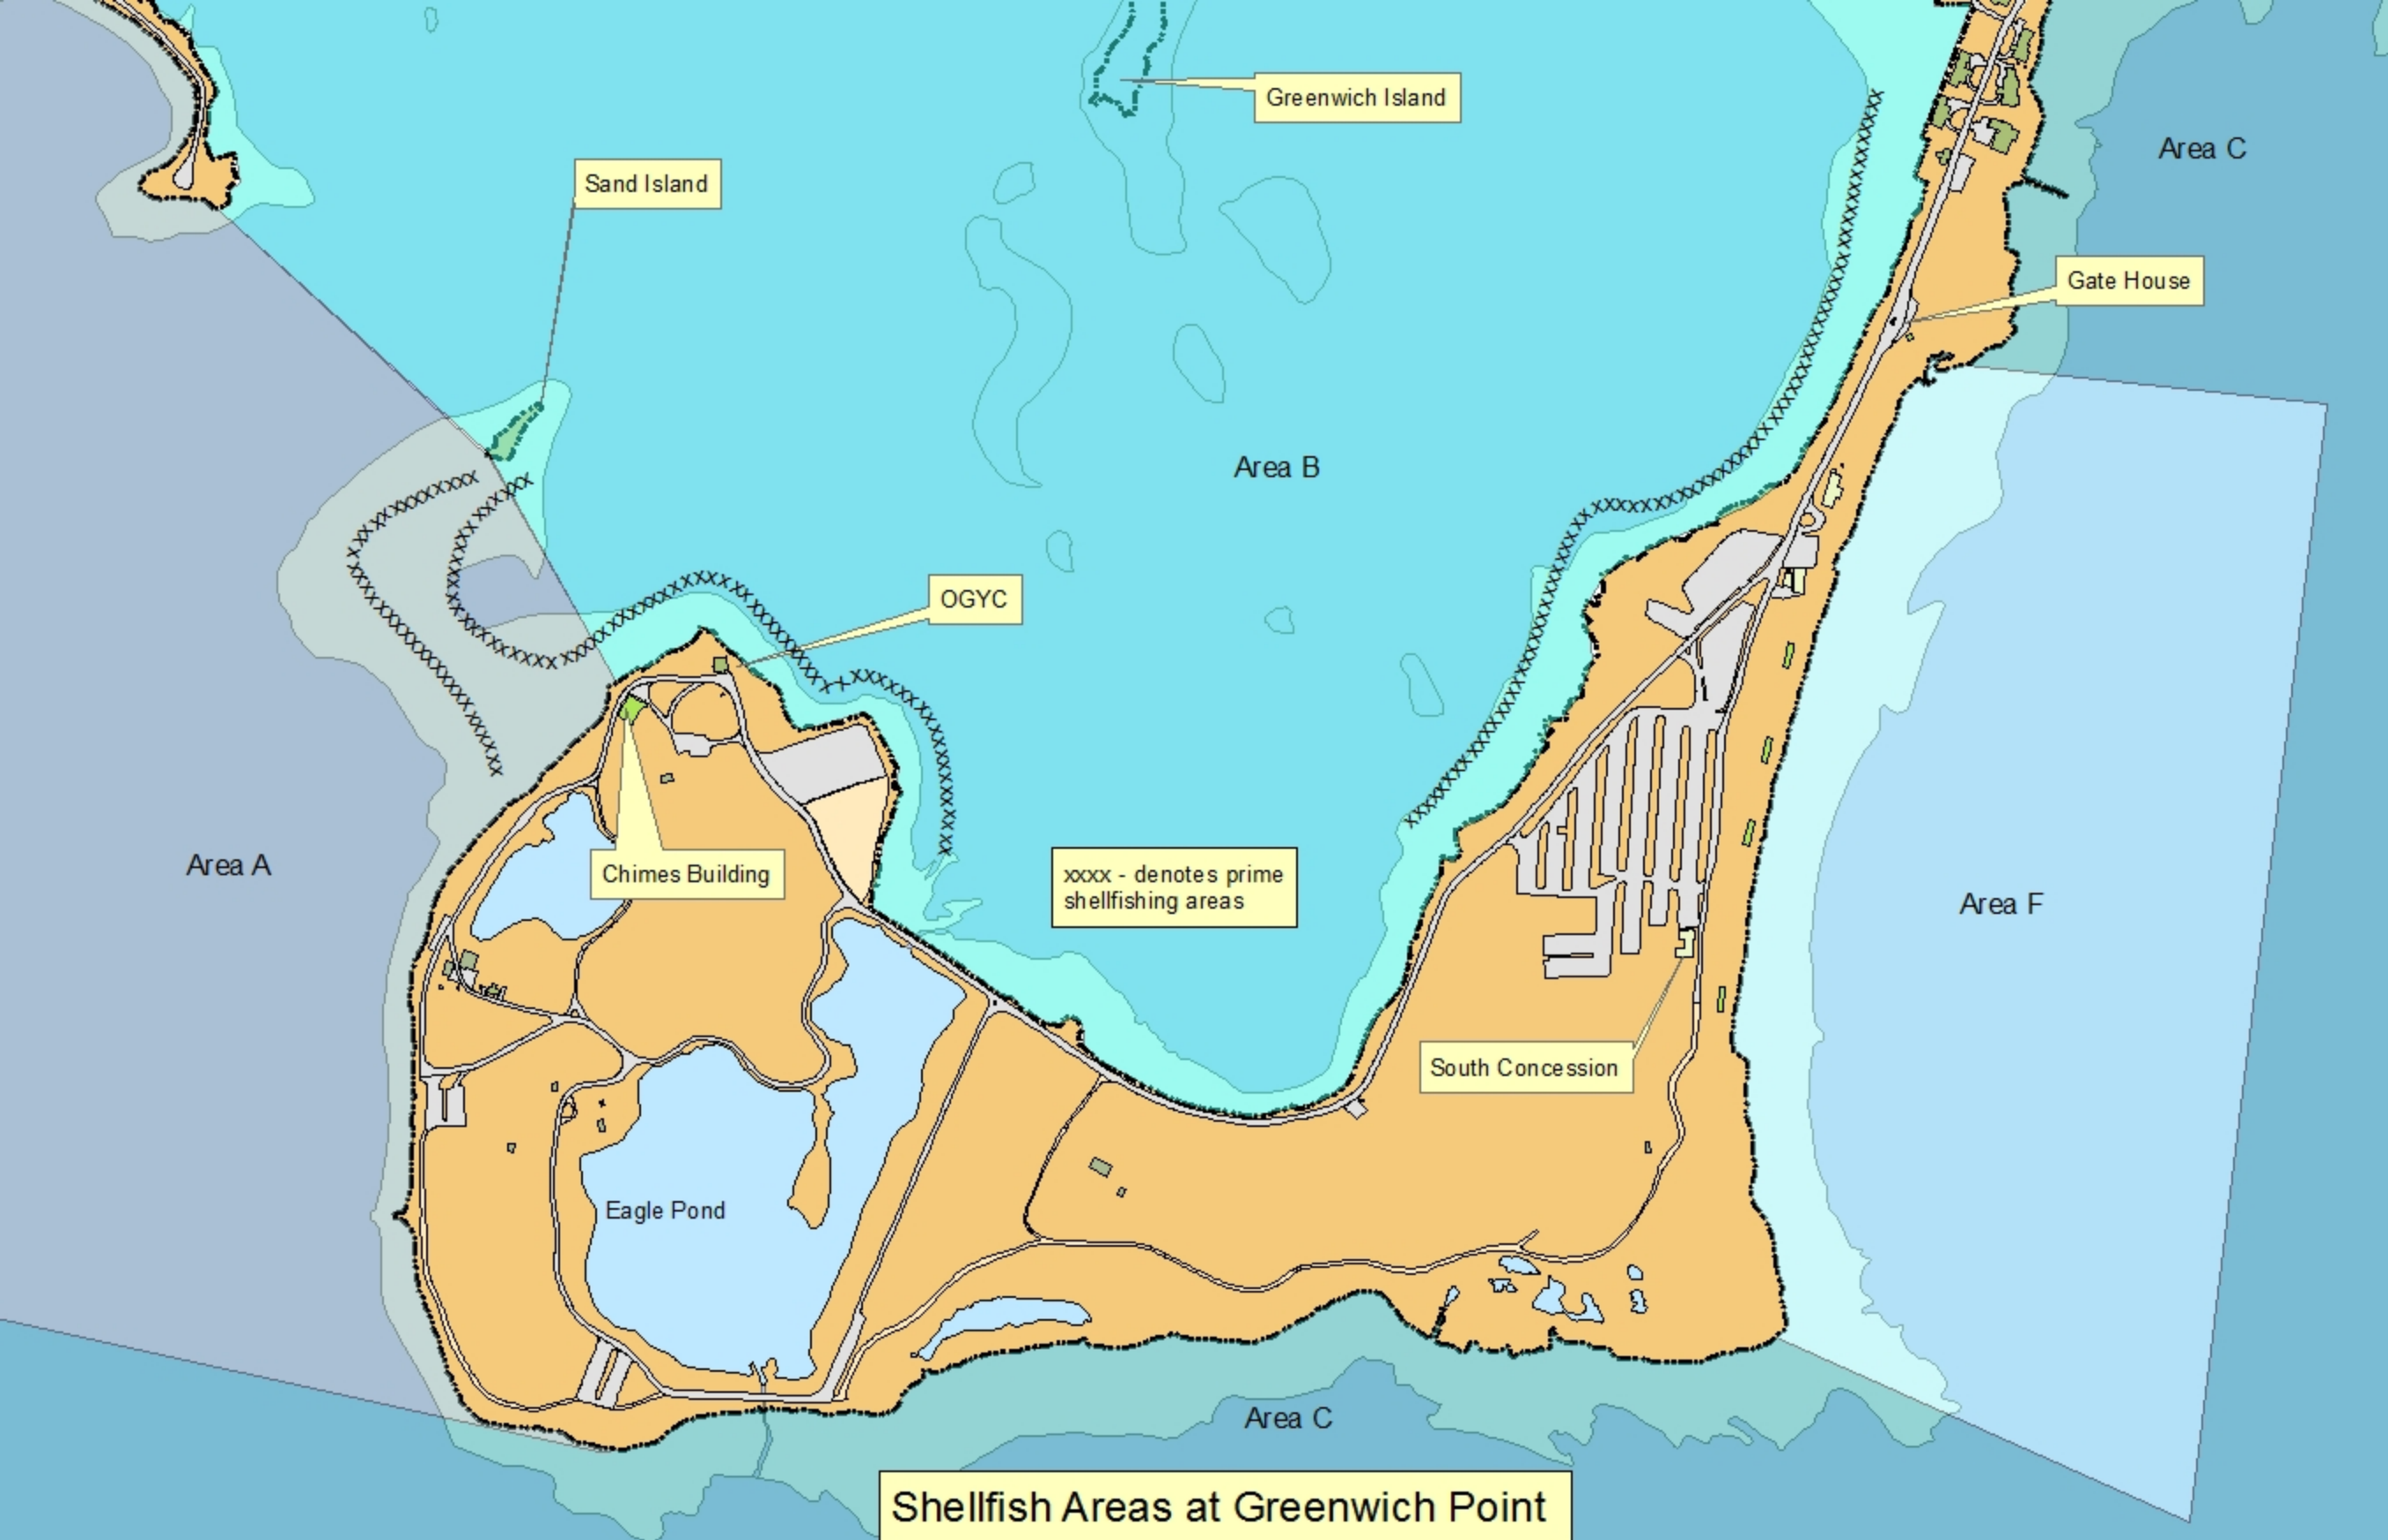 Greenwich Island
Area C
Sand Island
Gate House
Area B
OGYC
Area A
Chimes Building
xxxx - denotes prime
shellfishing areas
Area F
South Concession
Eagle Pond
Area C
Shellfish Areas at Greenwich Point